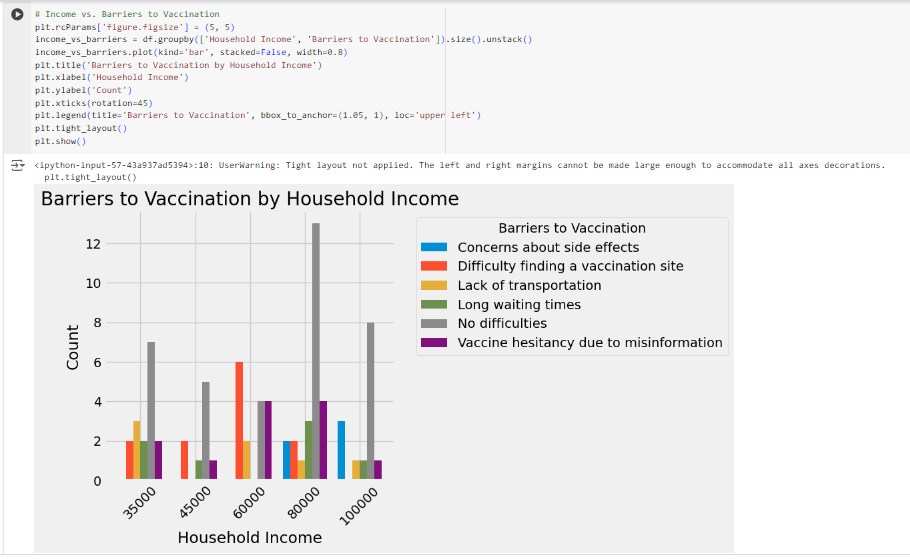 # Income vs. Barriers to Vaccination
plt.rcParams['figure.figsize'] = (5, 5)
income_vs_barriers = df.groupby(['Household Income', 'Barriers to Vaccination']).size().unstack()
income_vs_barriers.plot(kind='bar', stacked=False, width=0.8)
plt.title('Barriers to Vaccination by Household Income')
plt.xlabel('Household Income')
plt.ylabel('Count')
plt.xticks(rotation=45)
plt.legend(title='Barriers to Vaccination', bbox_to_anchor=(1.05, 1), loc='upper left')
plt.tight_layout()
plt.show()
<ipython-input-57-43a937ad5394>:10: UserWarning: Tight layout not applied. The left and right margins cannot be made large enough to accommodate all axes decorations.
plt.tight_layout()
Barriers to Vaccination by Household Income
Barriers to Vaccination
Concerns about side effects
Difficulty finding a vaccination site
Lack of transportation
Long waiting times
No difficulties
Vaccine hesitancy due to misinformation
Count
12
10
8
6
4
2
0
35000
45000
60000
80000
100000
Household Income